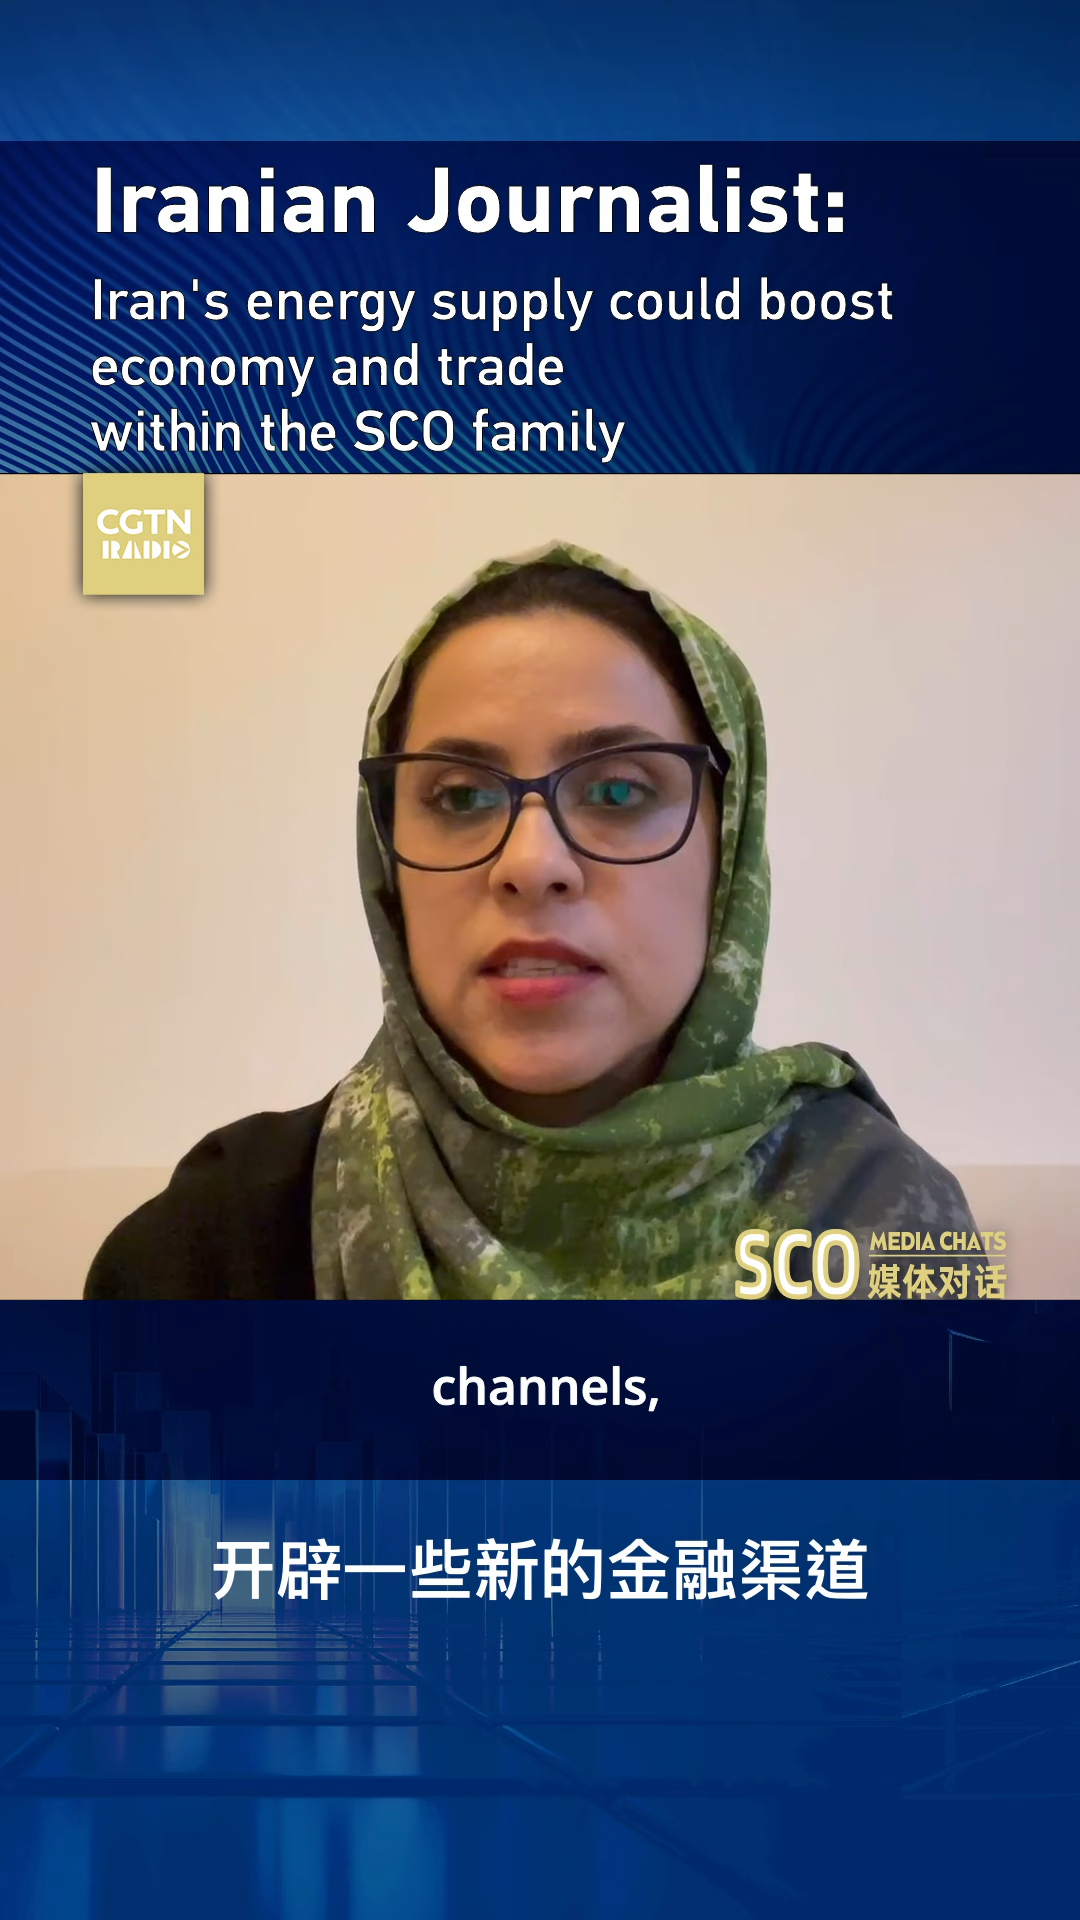 Iranian Journalist:
Iran's energy supply could boost
economy and trade
within the SCO family
CGTN
RADIO
SCO
MEDIA CHATS
媒体对话
channels,
开辟一些新的金融渠道